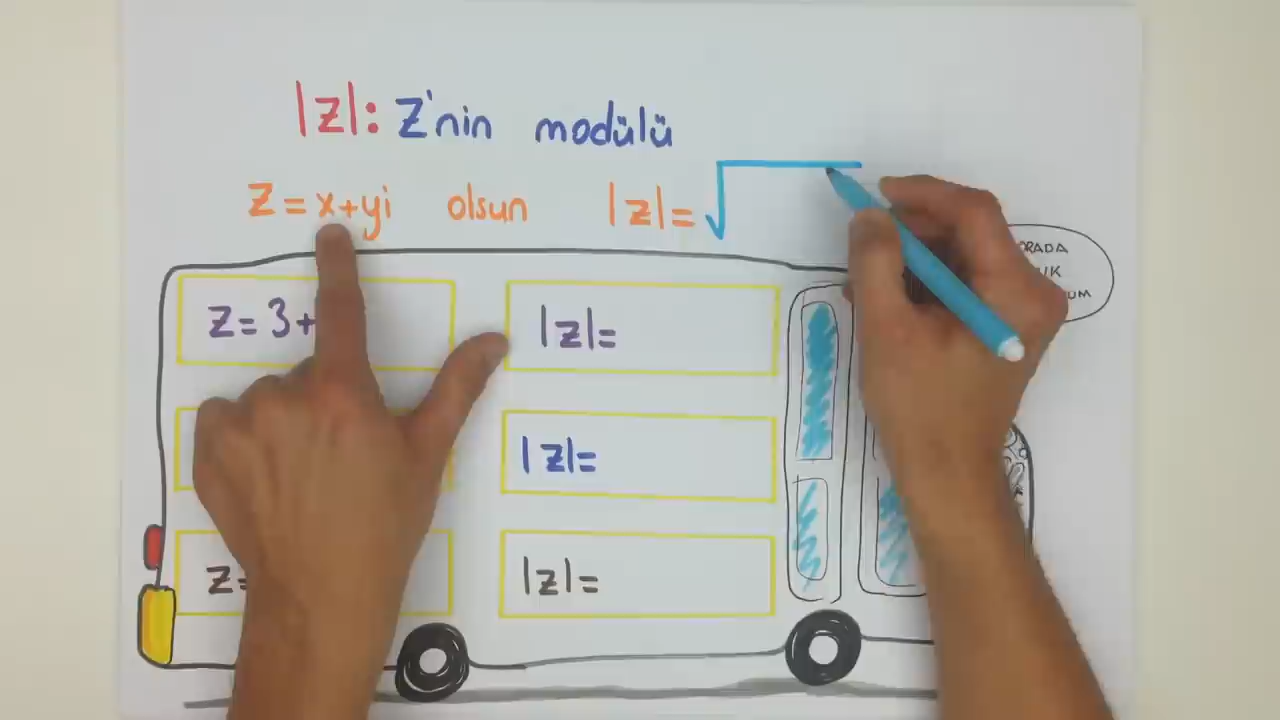 |z|: z'nin modülü
z = x+yi olsun |z| = √
z = 3+ |z| =
|z| =
z= |z| =